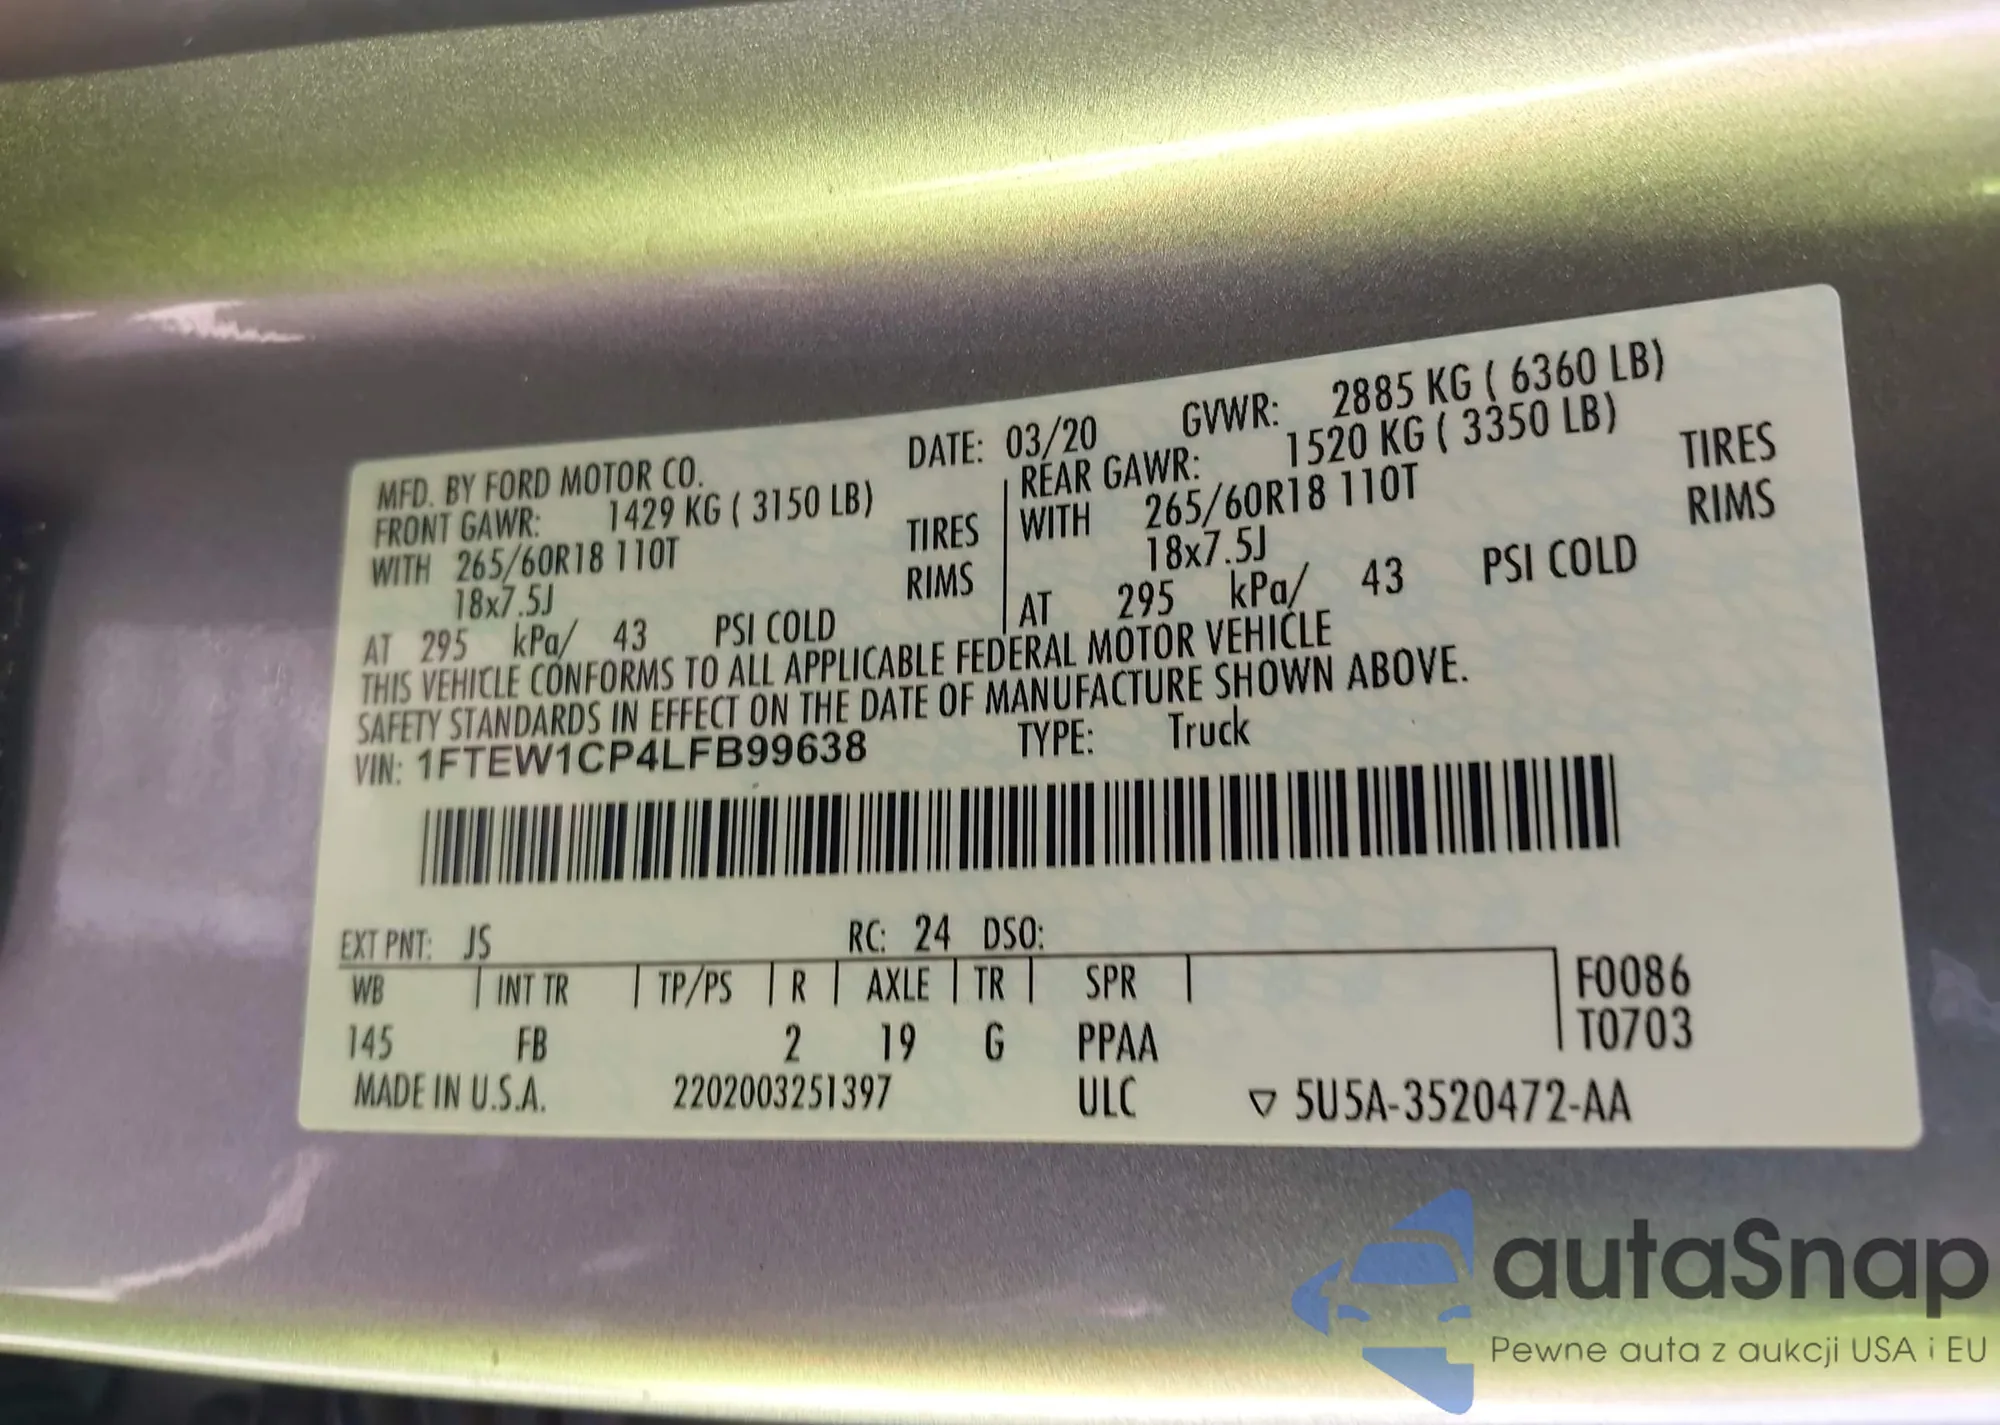 MFD. BY FORD MOTOR CO. DATE: 03/20 GVWR: 2885 KG ( 6360 LB)
FRONT GAWR: 1429 KG ( 3150 LB) REAR GAWR: 1520 KG ( 3350 LB)
WITH 265/60R18 110T TIRES WITH 265/60R18 110T TIRES
18x7.5J RIMS 18x7.5J RIMS
AT 295 kPa/ 43 PSI COLD AT 295 kPa/ 43 PSI COLD
THIS VEHICLE CONFORMS TO ALL APPLICABLE FEDERAL MOTOR VEHICLE
SAFETY STANDARDS IN EFFECT ON THE DATE OF MANUFACTURE SHOWN ABOVE.
VIN: 1FTEW1CP4LFB99638 TYPE: Truck
EXT PNT: JS RC: 24 DSO:
WB INT TR TP/PS R AXLE TR SPR F0086
145 FB 2 19 G PPAA T0703
MADE IN U.S.A. 2202003251397 ULC ▽ 5U5A-3520472-AA
autaSnap
Pewne auta z aukcji USA i EU